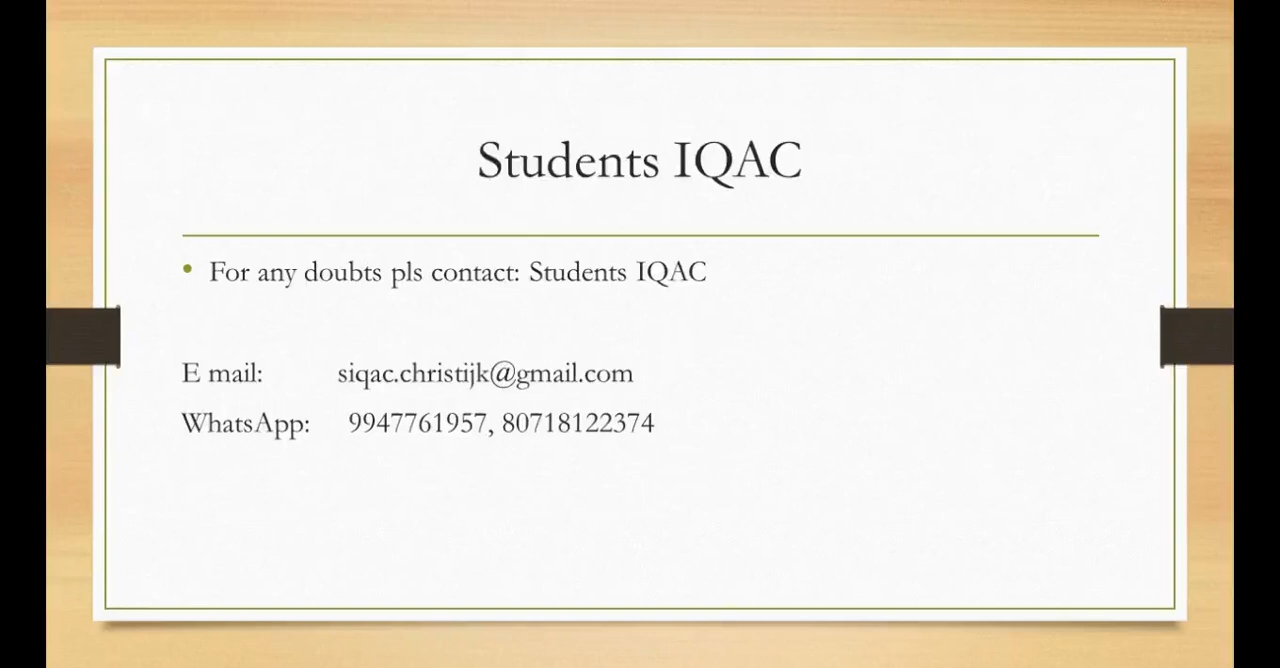 Students IQAC
• For any doubts pls contact: Students IQAC
E mail: siqac.christijk@gmail.com
WhatsApp: 9947761957, 80718122374